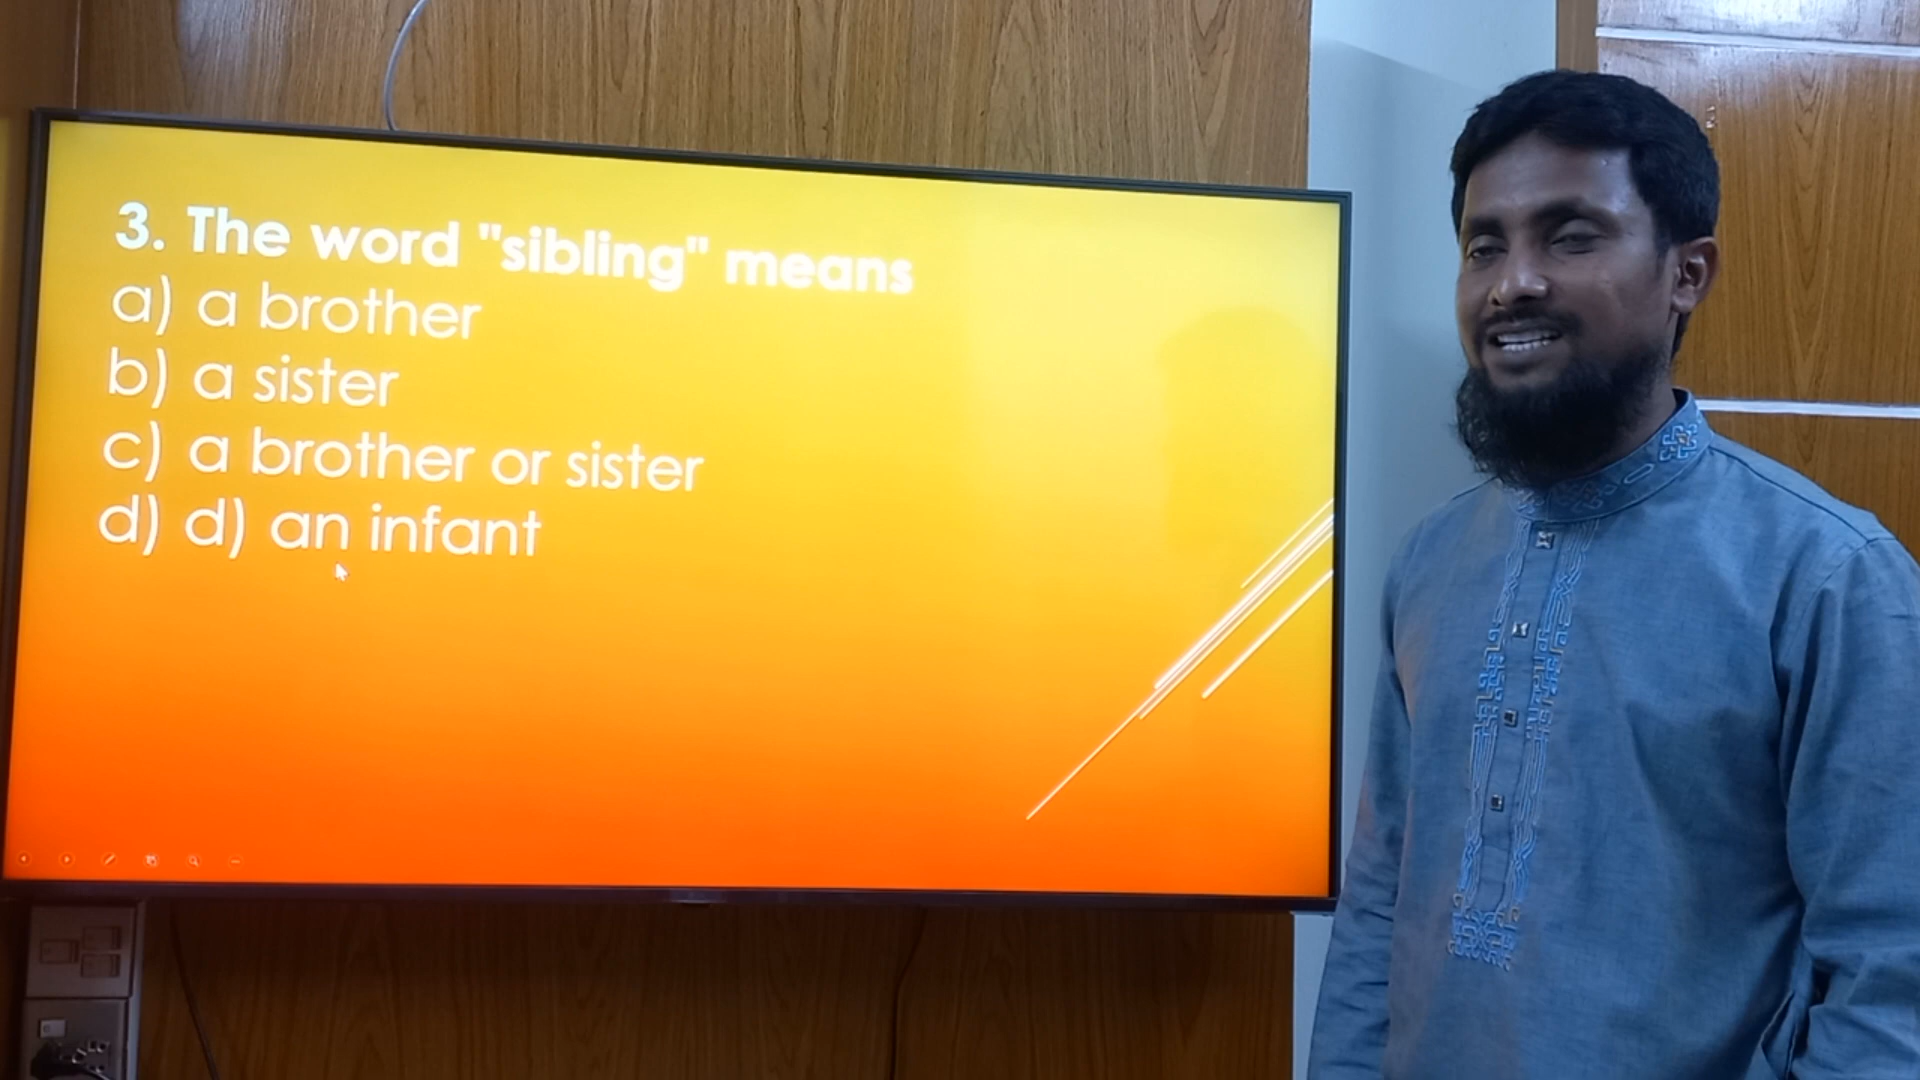 3. The word "sibling" means
a) a brother
b) a sister
c) a brother or sister
d) d) an infant